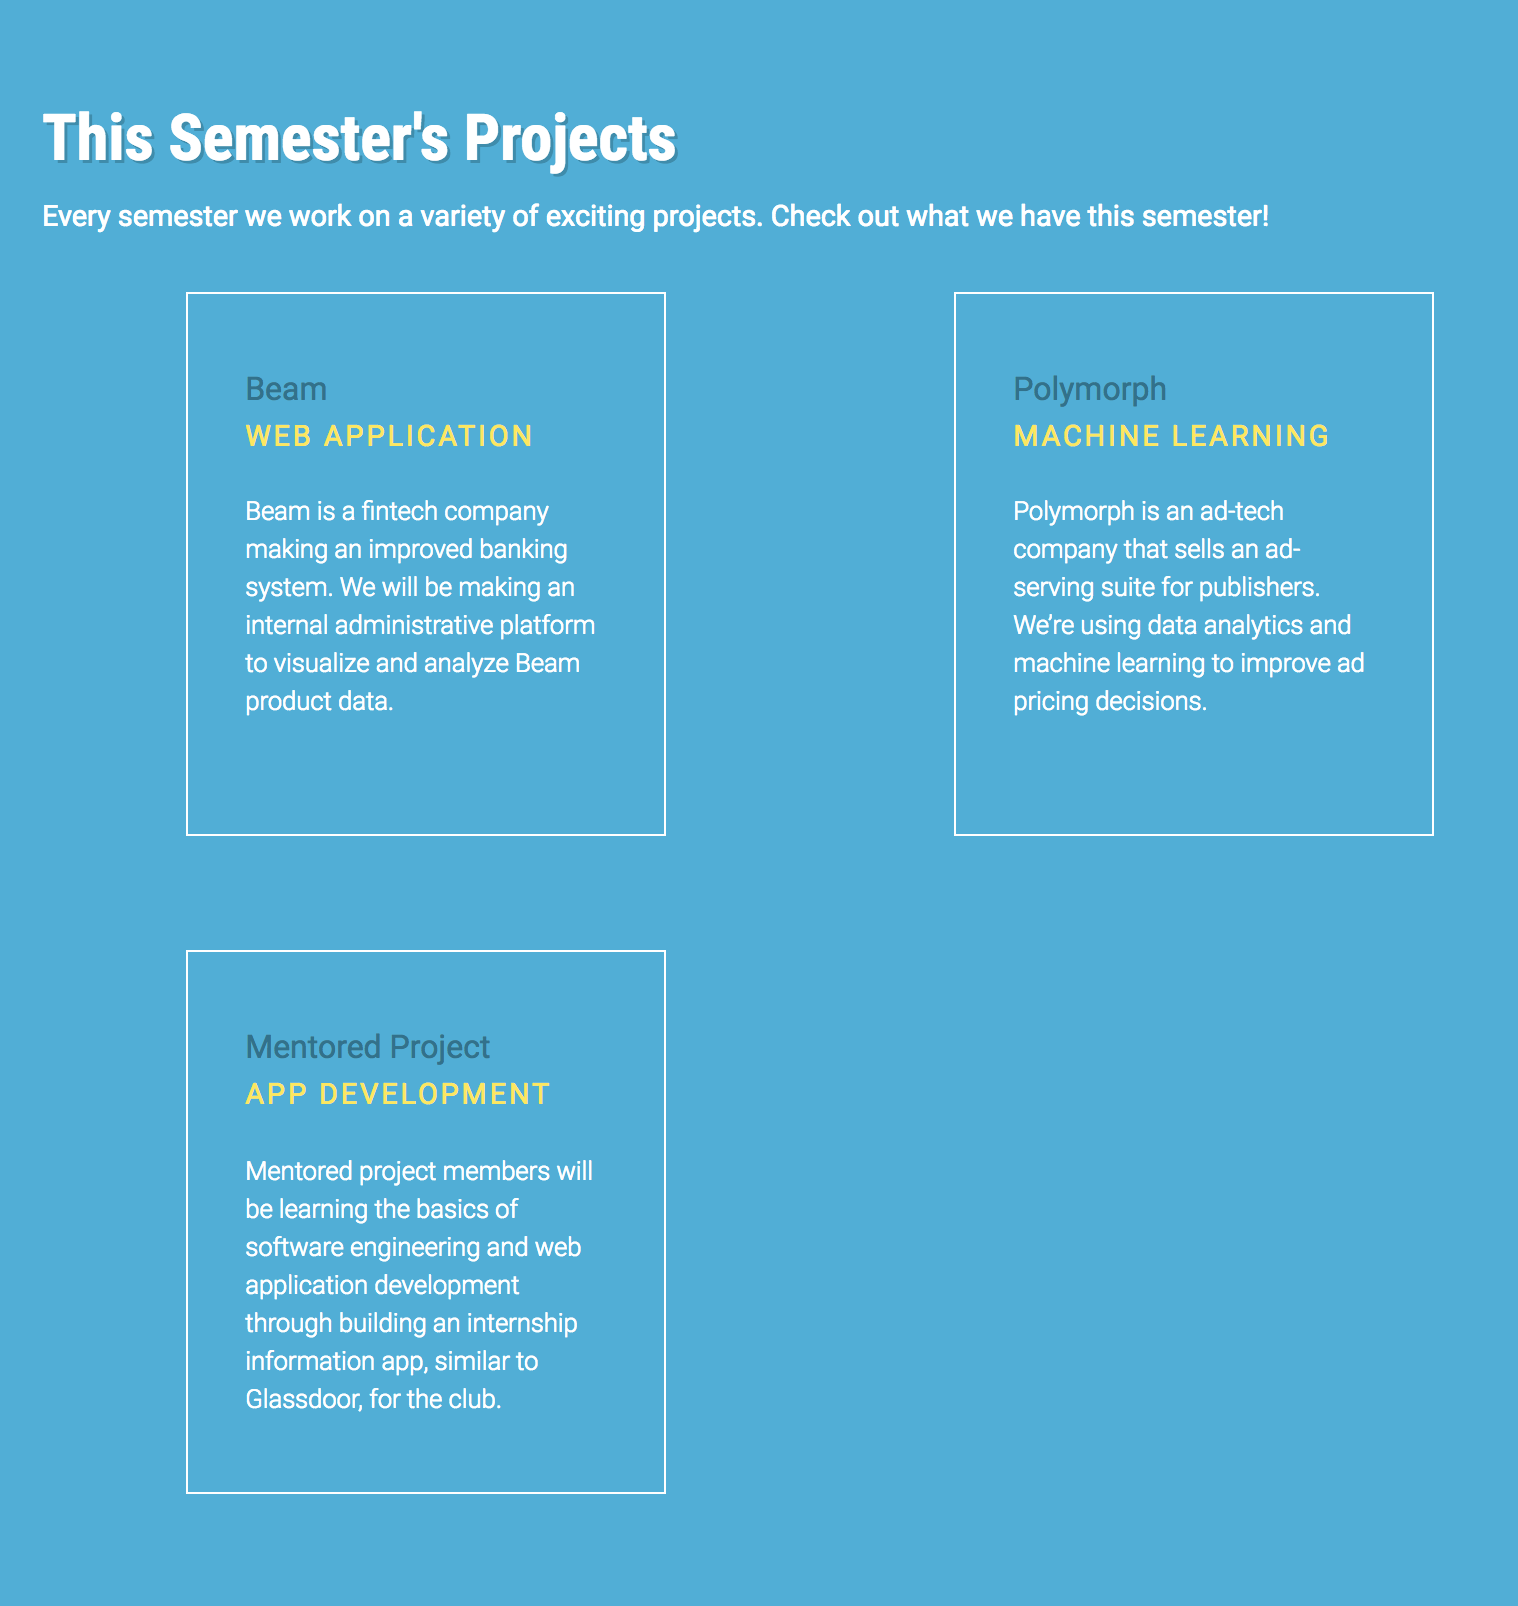 This Semester's Projects
Every semester we work on a variety of exciting projects. Check out what we have this semester!
Beam
WEB APPLICATION
Beam is a fintech company
making an improved banking
system. We will be making an
internal administrative platform
to visualize and analyze Beam
product data.
Polymorph
MACHINE LEARNING
Polymorph is an ad-tech
company that sells an ad-
serving suite for publishers.
We’re using data analytics and
machine learning to improve ad
pricing decisions.
Mentored Project
APP DEVELOPMENT
Mentored project members will
be learning the basics of
software engineering and web
application development
through building an internship
information app, similar to
Glassdoor, for the club.